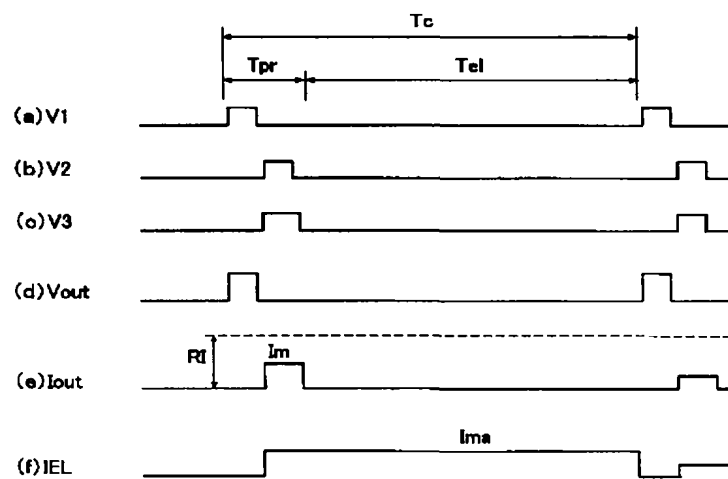 Tc
Tpr
Tel
(a)V1
(b)V2
(c)V3
(d)Vout
RI
Im
(e)Iout
Ima
(f)IEL